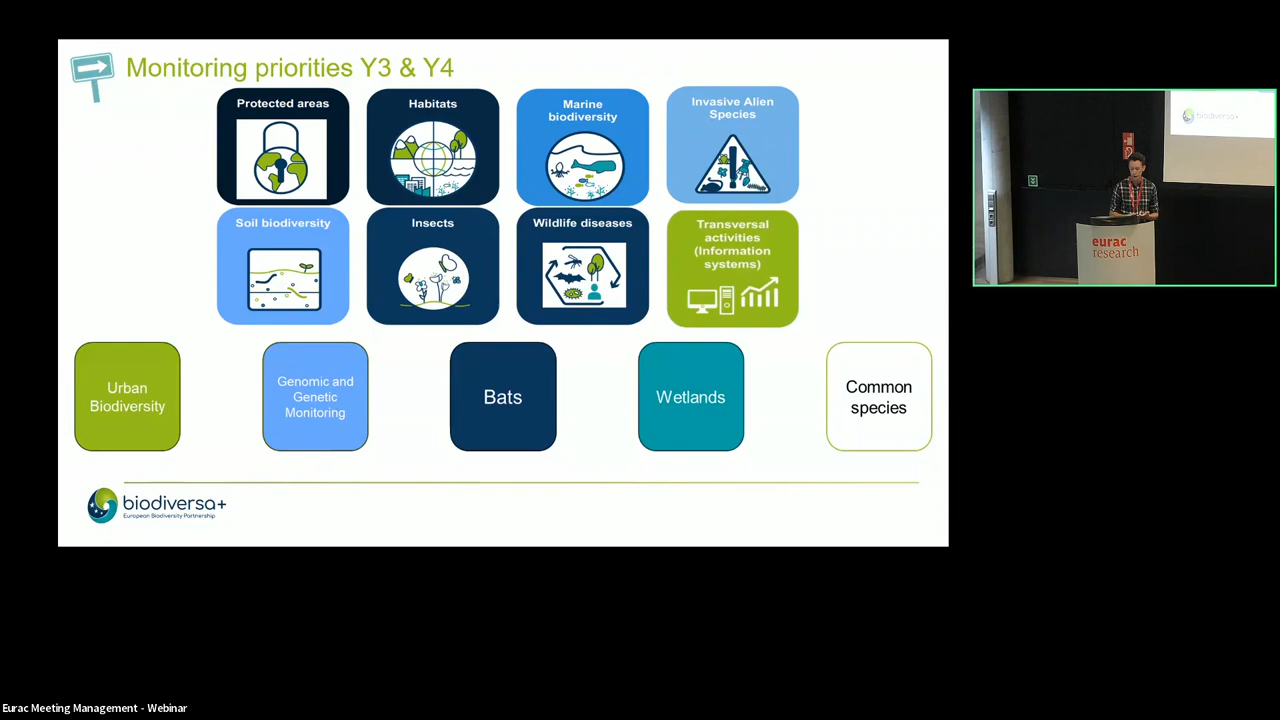 Monitoring priorities Y3 & Y4
Protected areas
Habitats
Marine
biodiversity
Invasive Alien
Species
Soil biodiversity
Insects
Wildlife diseases
Transversal
activities
(Information
systems)
Urban
Biodiversity
Genomic and
Genetic
Monitoring
Bats
Wetlands
Common
species
biodiversa+
European Biodiversity Partnership
biodiversa+
eurac
research
Eurac Meeting Management - Webinar